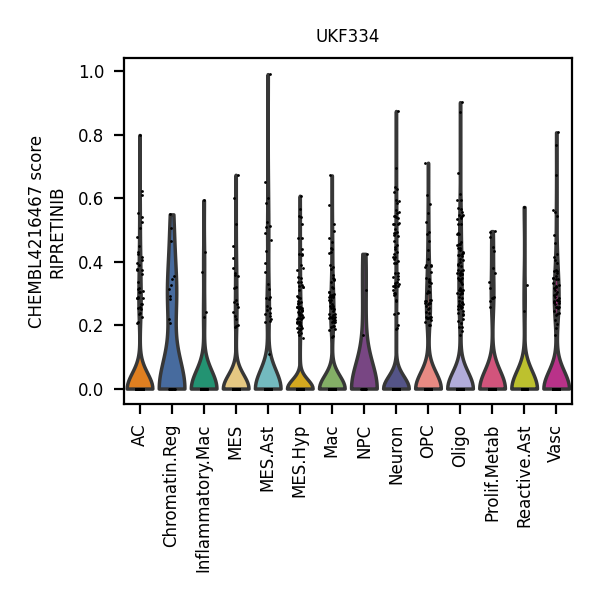 UKF334
CHEMBL4216467 score
RIPRETINIB
1.0
0.8
0.6
0.4
0.2
0.0
AC
Chromatin.Reg
Inflammatory.Mac
MES
MES.Ast
MES.Hyp
Mac
NPC
Neuron
OPC
Oligo
Prolif.Metab
Reactive.Ast
Vasc